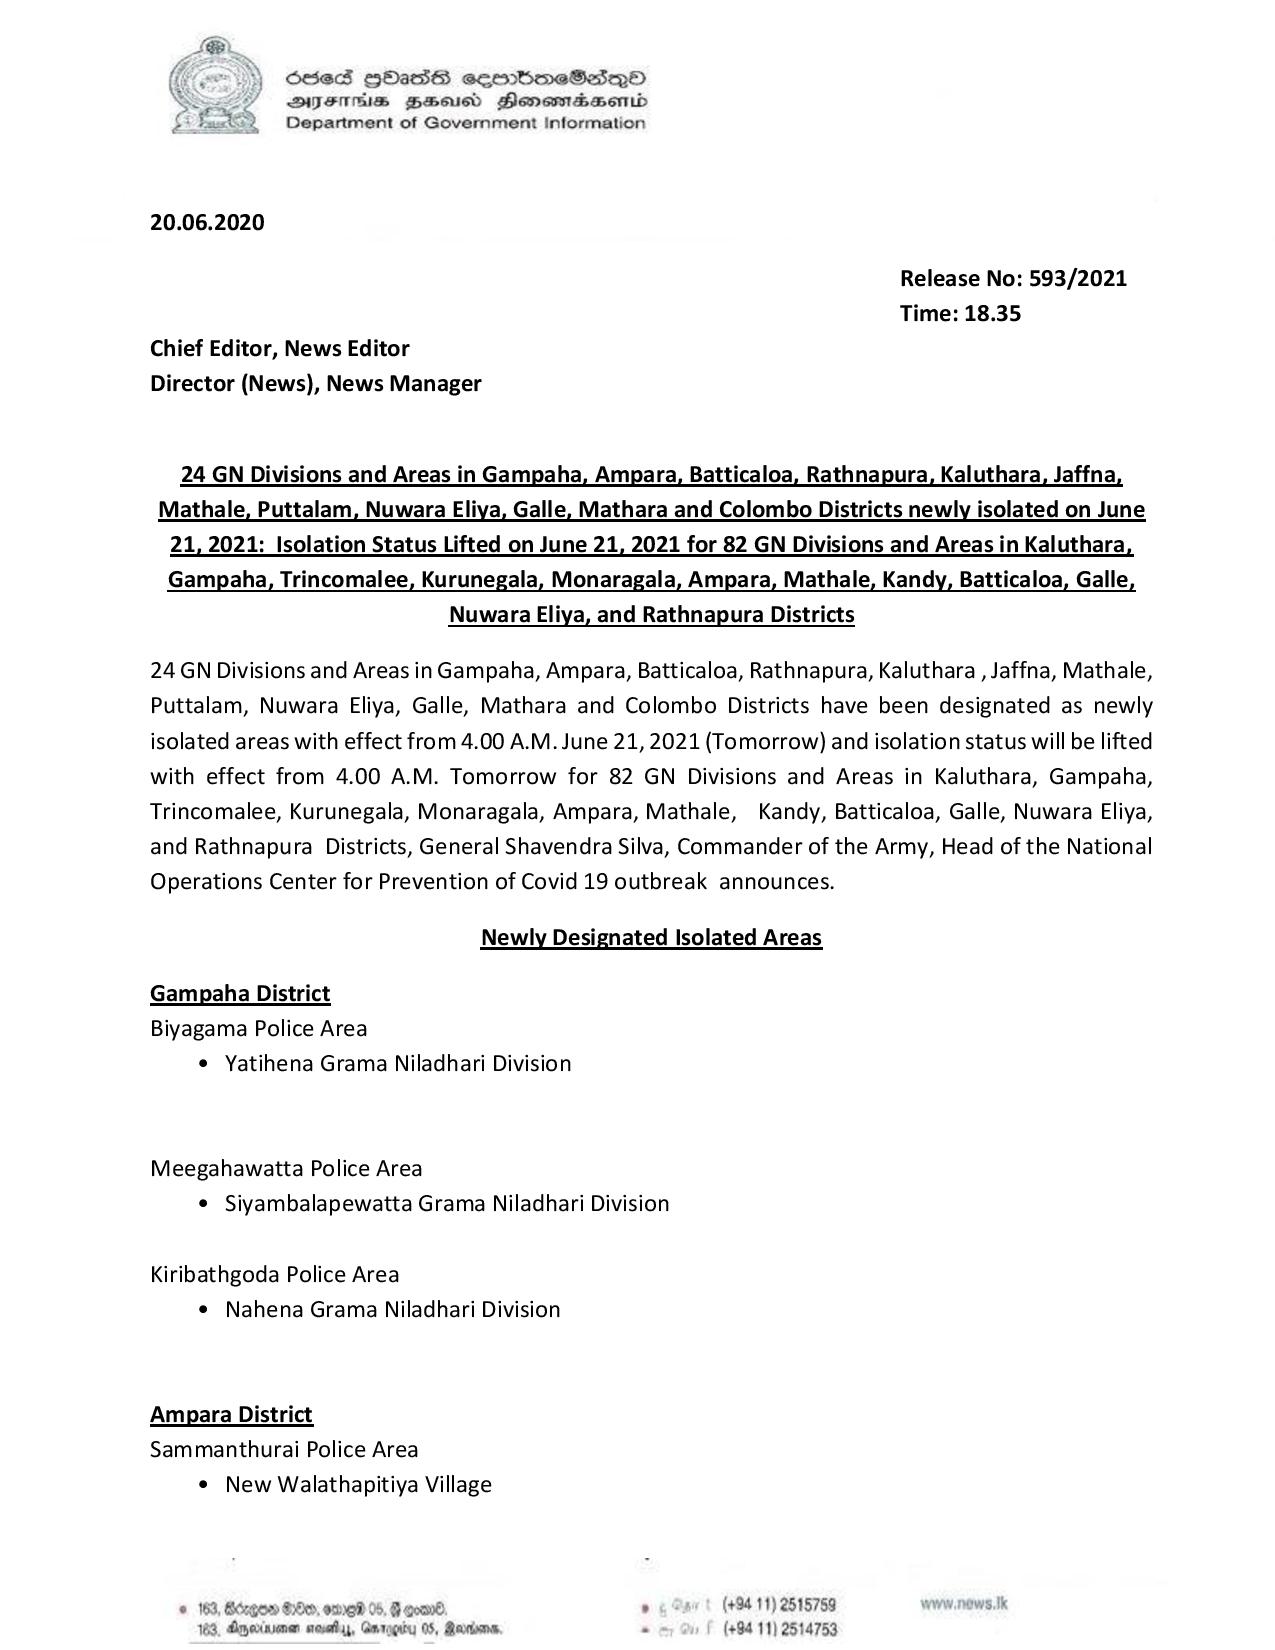 රජයේ ප්‍රවෘත්ති දෙපාර්තමේන්තුව
அரசாங்க தகவல் திணைக்களம்
Department of Government Information
20.06.2020
Release No: 593/2021
Time: 18.35
Chief Editor, News Editor
Director (News), News Manager
24 GN Divisions and Areas in Gampaha, Ampara, Batticaloa, Rathnapura, Kaluthara, Jaffna,
Mathale, Puttalam, Nuwara Eliya, Galle, Mathara and Colombo Districts newly isolated on June
21, 2021: Isolation Status Lifted on June 21, 2021 for 82 GN Divisions and Areas in Kaluthara,
Gampaha, Trincomalee, Kurunegala, Monaragala, Ampara, Mathale, Kandy, Batticaloa, Galle,
Nuwara Eliya, and Rathnapura Districts
24 GN Divisions and Areas in Gampaha, Ampara, Batticaloa, Rathnapura, Kaluthara , Jaffna, Mathale,
Puttalam, Nuwara Eliya, Galle, Mathara and Colombo Districts have been designated as newly
isolated areas with effect from 4.00 A.M. June 21, 2021 (Tomorrow) and isolation status will be lifted
with effect from 4.00 A.M. Tomorrow for 82 GN Divisions and Areas in Kaluthara, Gampaha,
Trincomalee, Kurunegala, Monaragala, Ampara, Mathale, Kandy, Batticaloa, Galle, Nuwara Eliya,
and Rathnapura Districts, General Shavendra Silva, Commander of the Army, Head of the National
Operations Center for Prevention of Covid 19 outbreak announces.
Newly Designated Isolated Areas
Gampaha District
Biyagama Police Area
• Yatihena Grama Niladhari Division
Meegahawatta Police Area
• Siyambalapewatta Grama Niladhari Division
Kiribathgoda Police Area
• Nahena Grama Niladhari Division
Ampara District
Sammanthurai Police Area
• New Walathapitiya Village
163, කිරුලපන මාවත, කොළඹ 05, ශ්‍රී ලංකාව.
163, கிருலப்பனை எவனியூ, கொழும்பு 05, இலங்கை.
(+94 11) 2515759
(+94 11) 2514753
www.news.lk